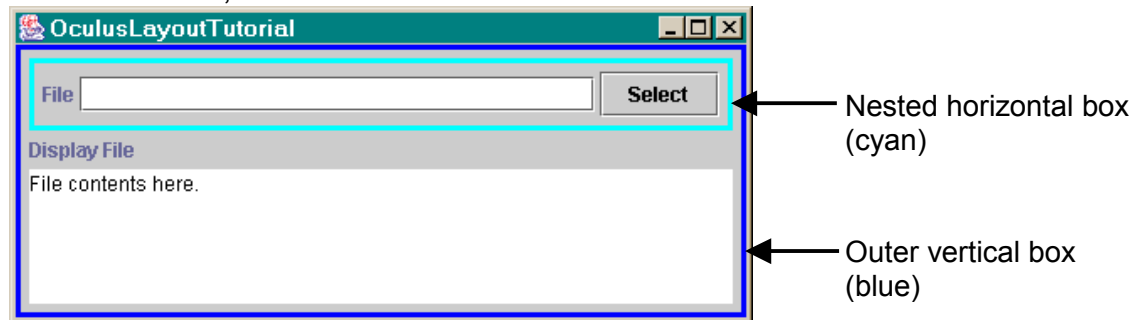 OculusLayoutTutorial
File
Select
Nested horizontal box
(cyan)
Display File
File contents here.
Outer vertical box
(blue)